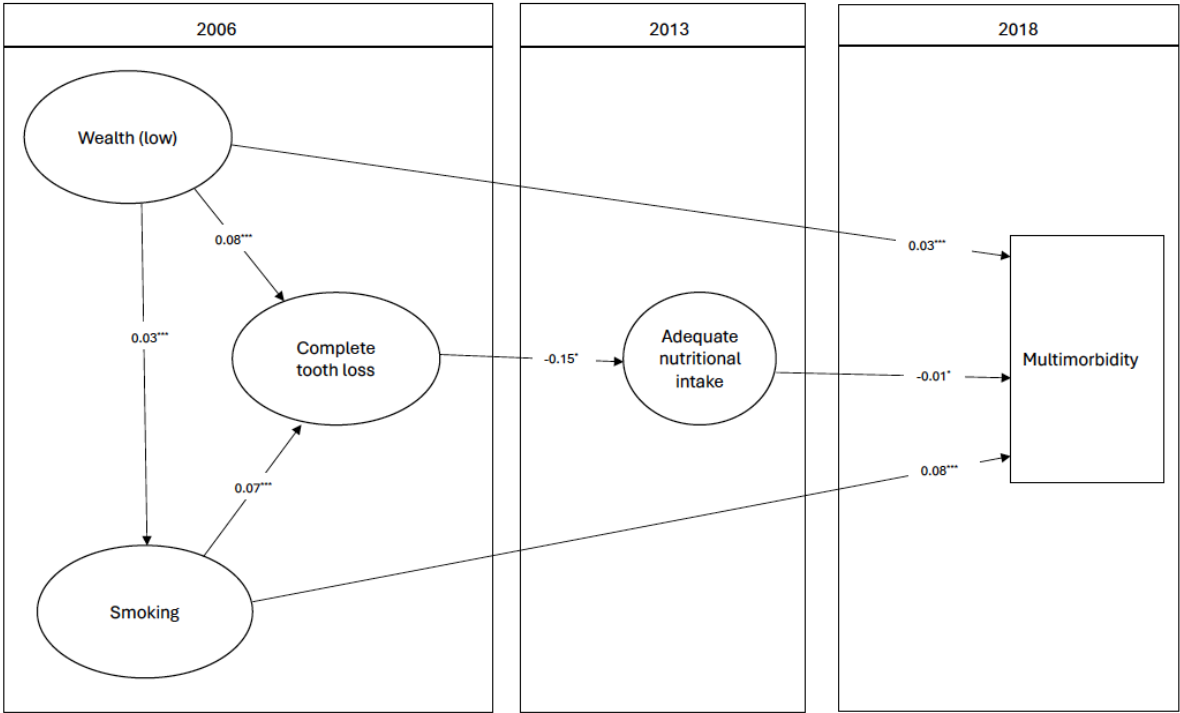 2006
2013
2018
Wealth (low)
0.08***
0.03***
0.03***
Complete
tooth loss
-0.15*
Adequate
nutritional
intake
-0.01*
Multimorbidity
0.07***
0.08***
Smoking